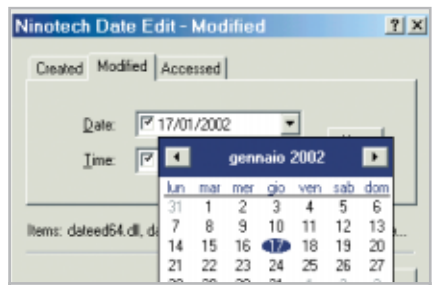 Ninotech Date Edit - Modified
Created Modified Accessed
Date: 17/01/2002
Time:
gennaio 2002
lun mar mer gio ven sab dom
31 1 2 3 4 5 6
7 8 9 10 11 12 13
Items: dateed64.dll,
14 15 16 17 18 19 20
21 22 23 24 25 26 27